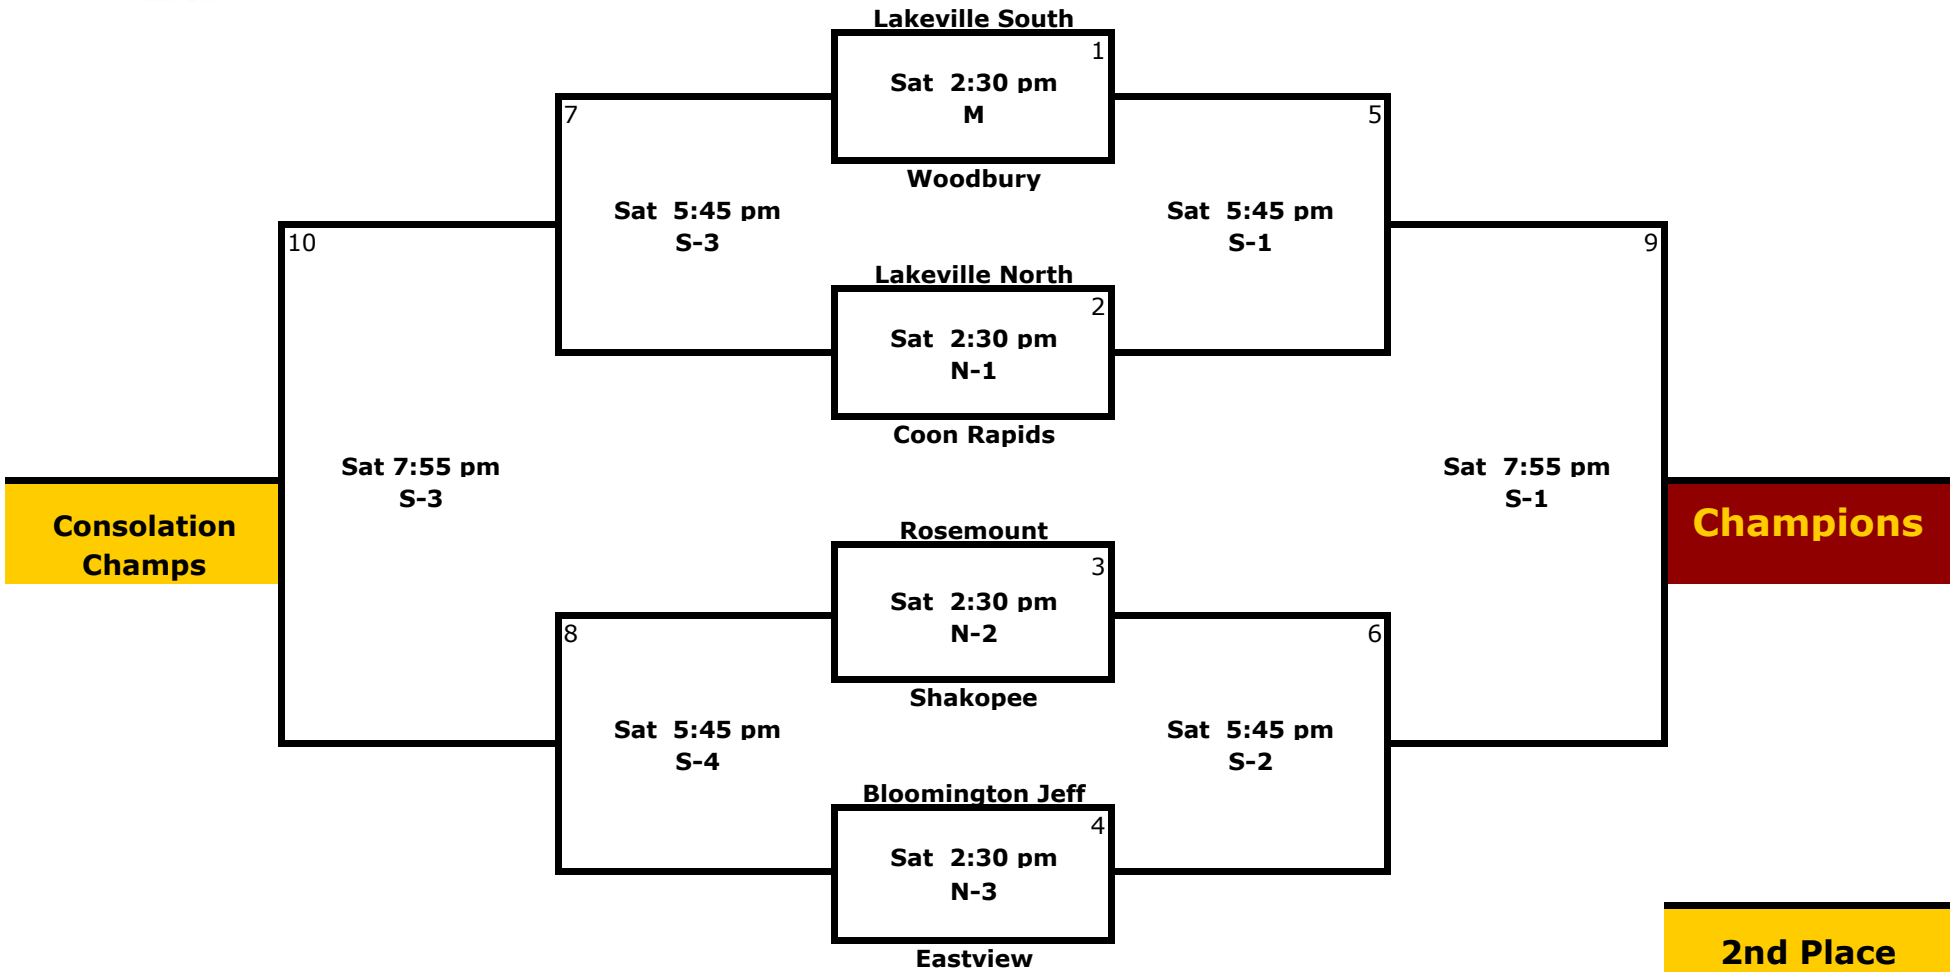 Lakeville South
1
Sat 2:30 pm
M
7
5
Woodbury
Sat 5:45 pm
S-3
Sat 5:45 pm
S-1
10
9
Lakeville North
2
Sat 2:30 pm
N-1
Coon Rapids
Sat 7:55 pm
S-3
Sat 7:55 pm
S-1
Consolation
Champs
Champions
Rosemount
3
Sat 2:30 pm
N-2
8
6
Shakopee
Sat 5:45 pm
S-4
Sat 5:45 pm
S-2
Bloomington Jeff
4
Sat 2:30 pm
N-3
Eastview
2nd Place